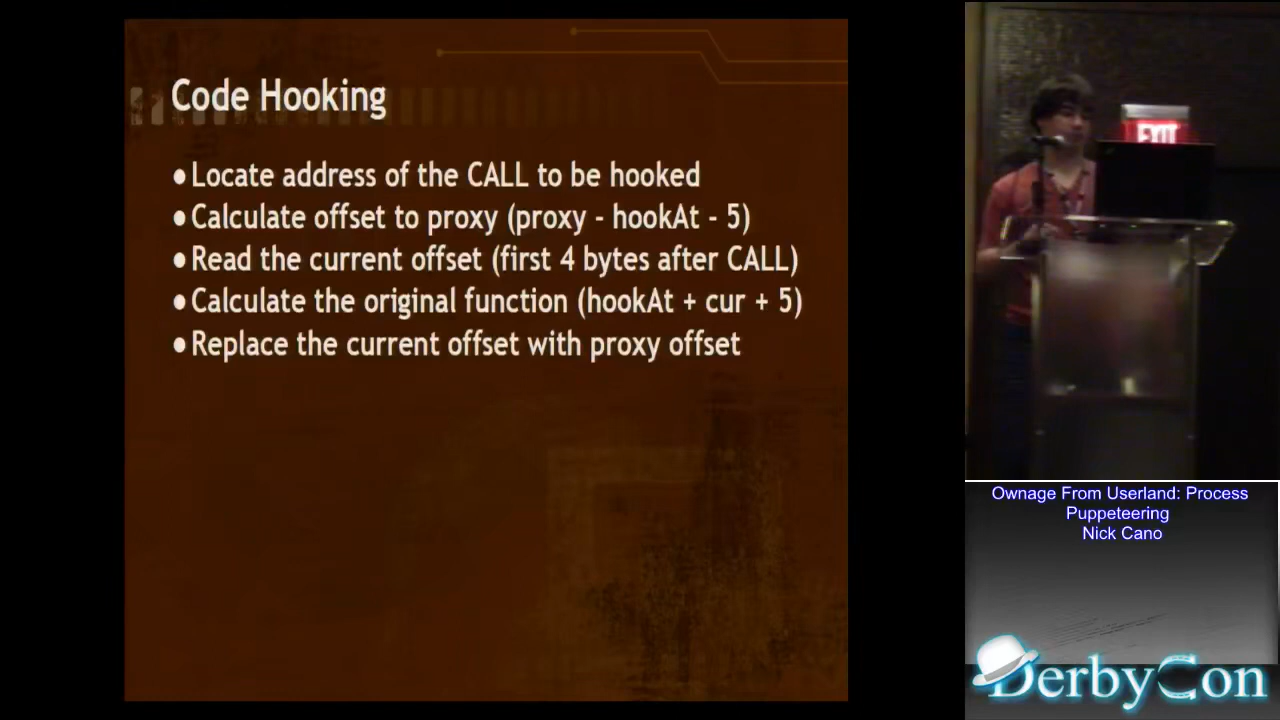 Code Hooking
●Locate address of the CALL to be hooked
●Calculate offset to proxy (proxy - hookAt - 5)
●Read the current offset (first 4 bytes after CALL)
●Calculate the original function (hookAt + cur + 5)
●Replace the current offset with proxy offset
EXIT
Ownage From Userland: Process
Puppeteering
Nick Cano
DerbyCon